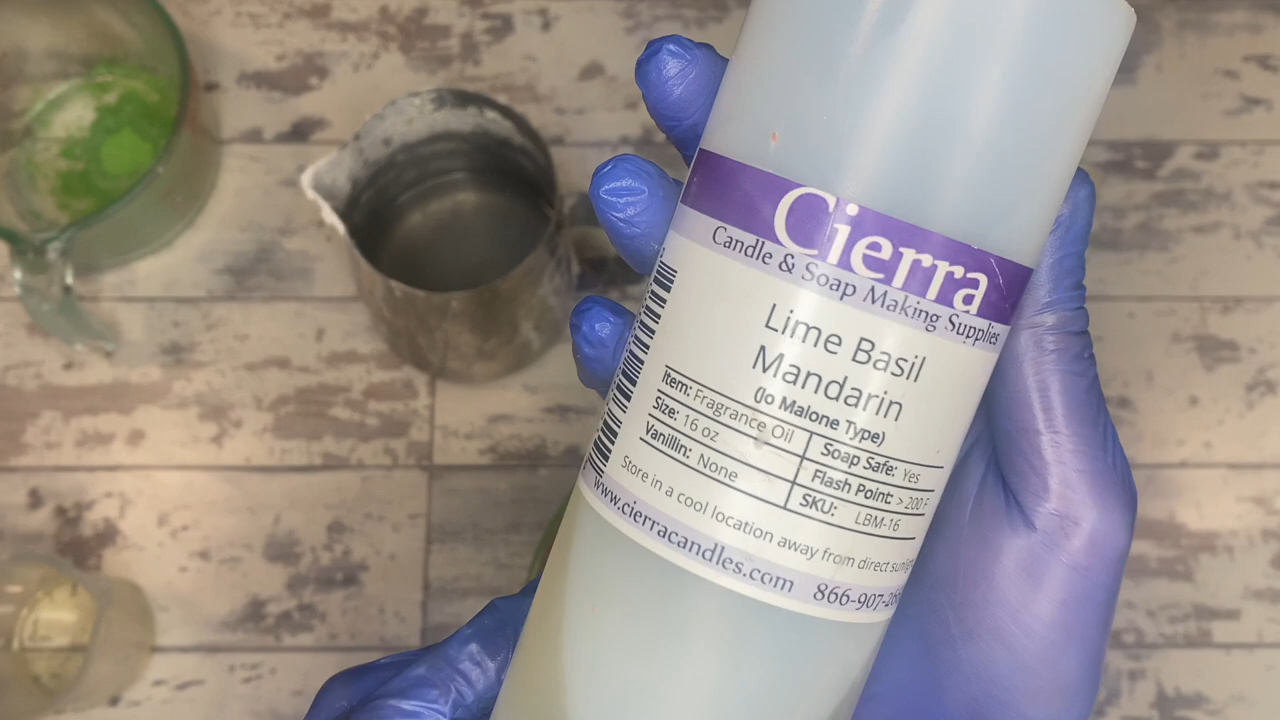 Cierra
Candle & Soap Making Supplies
Lime Basil
Mandarin
(Jo Malone Type)
Item: Fragrance Oil
Size: 16 oz
Vanillin: None
Soap Safe: Yes
Flash Point: > 200 F
SKU: LBM-16
Store in a cool location away from direct
www.cierracandles.com 866-907-